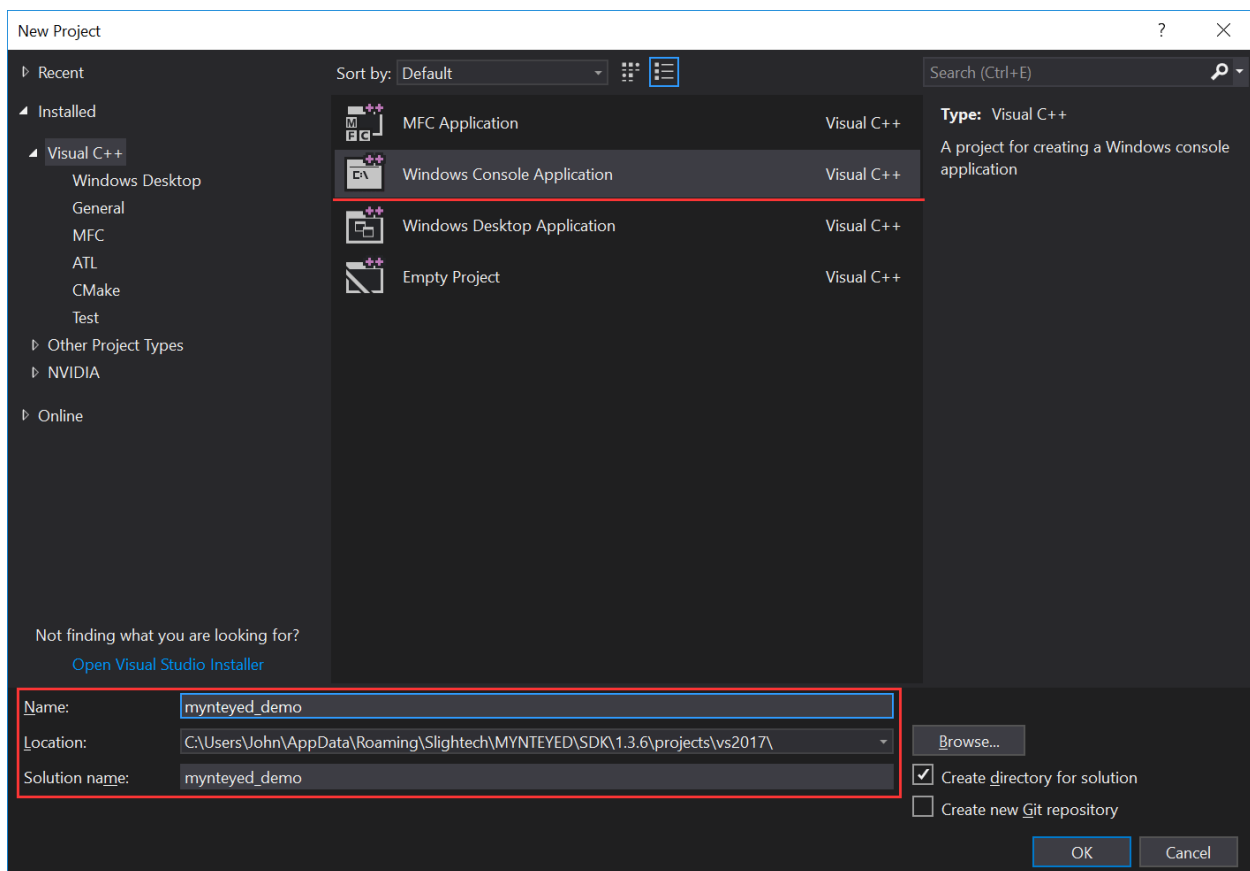 New Project
?
Recent
Installed
Visual C++
Windows Desktop
General
MFC
ATL
CMake
Test
Other Project Types
NVIDIA
Online
Not finding what you are looking for?
Open Visual Studio Installer
Sort by: Default
MFC Application Visual C++
Windows Console Application Visual C++
Windows Desktop Application Visual C++
Empty Project Visual C++
Search (Ctrl+E)
Type: Visual C++
A project for creating a Windows console
application
Name: mynteyed_demo
Location: C:\Users\John\AppData\Roaming\Slightech\MYNTEYED\SDK\1.3.6\projects\vs2017\
Solution name: mynteyed_demo
Browse...
Create directory for solution
Create new Git repository
OK Cancel